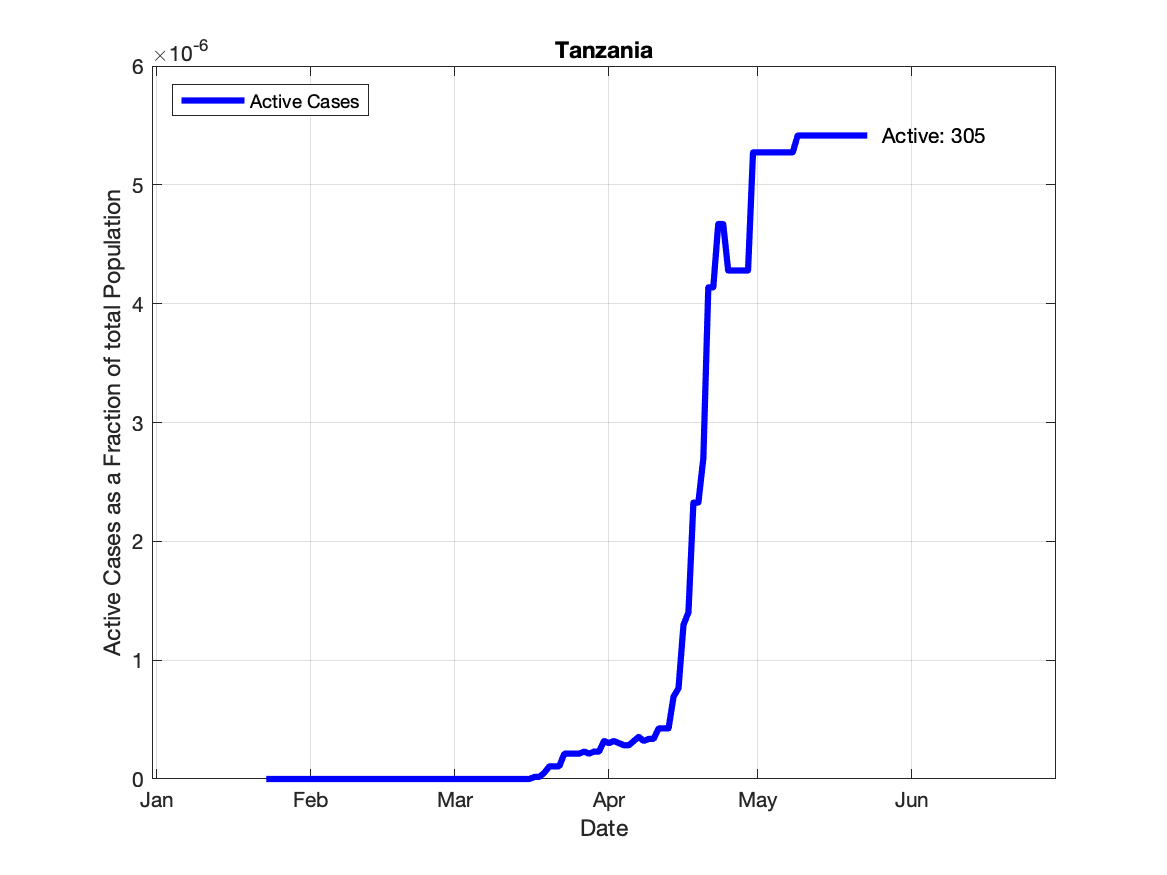 Tanzania
×10^-6
Active Cases
Active: 305
6
5
4
3
2
1
0
Active Cases as a Fraction of total Population
Jan Feb Mar Apr May Jun
Date